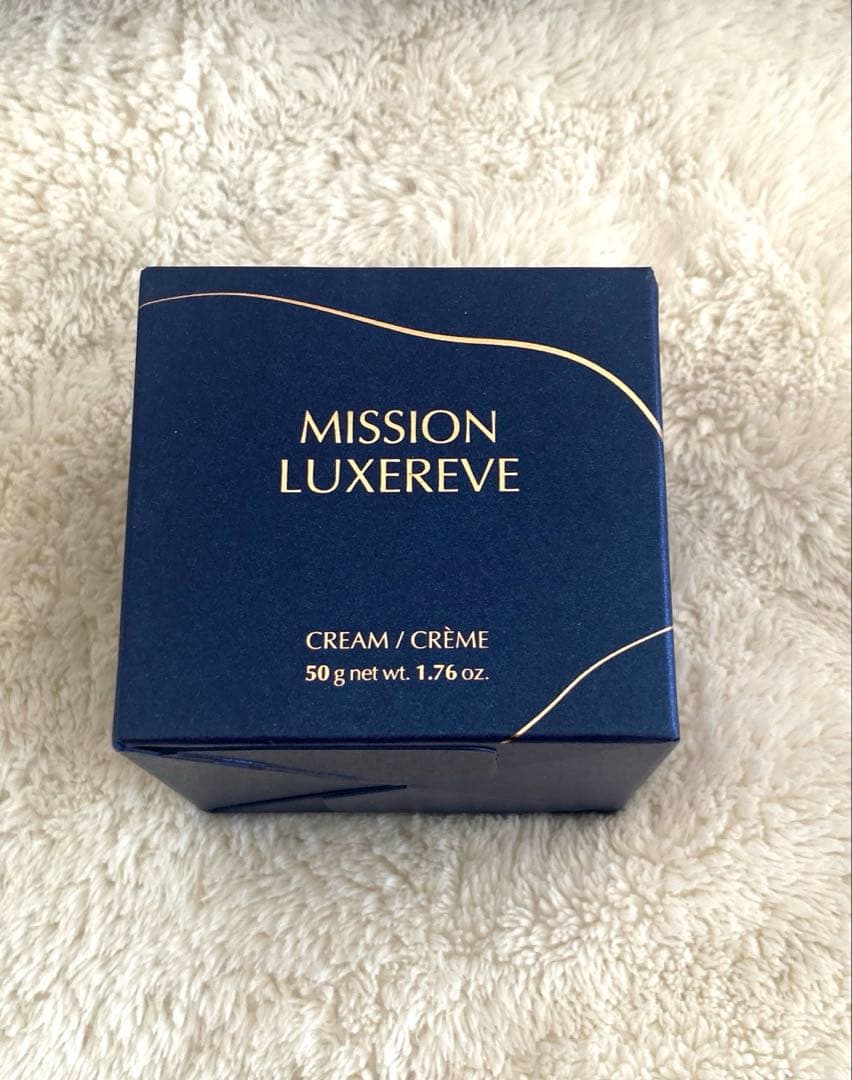 MISSION
LUXEREVE
CREAM / CRÈME
50 g net wt. 1.76 oz.